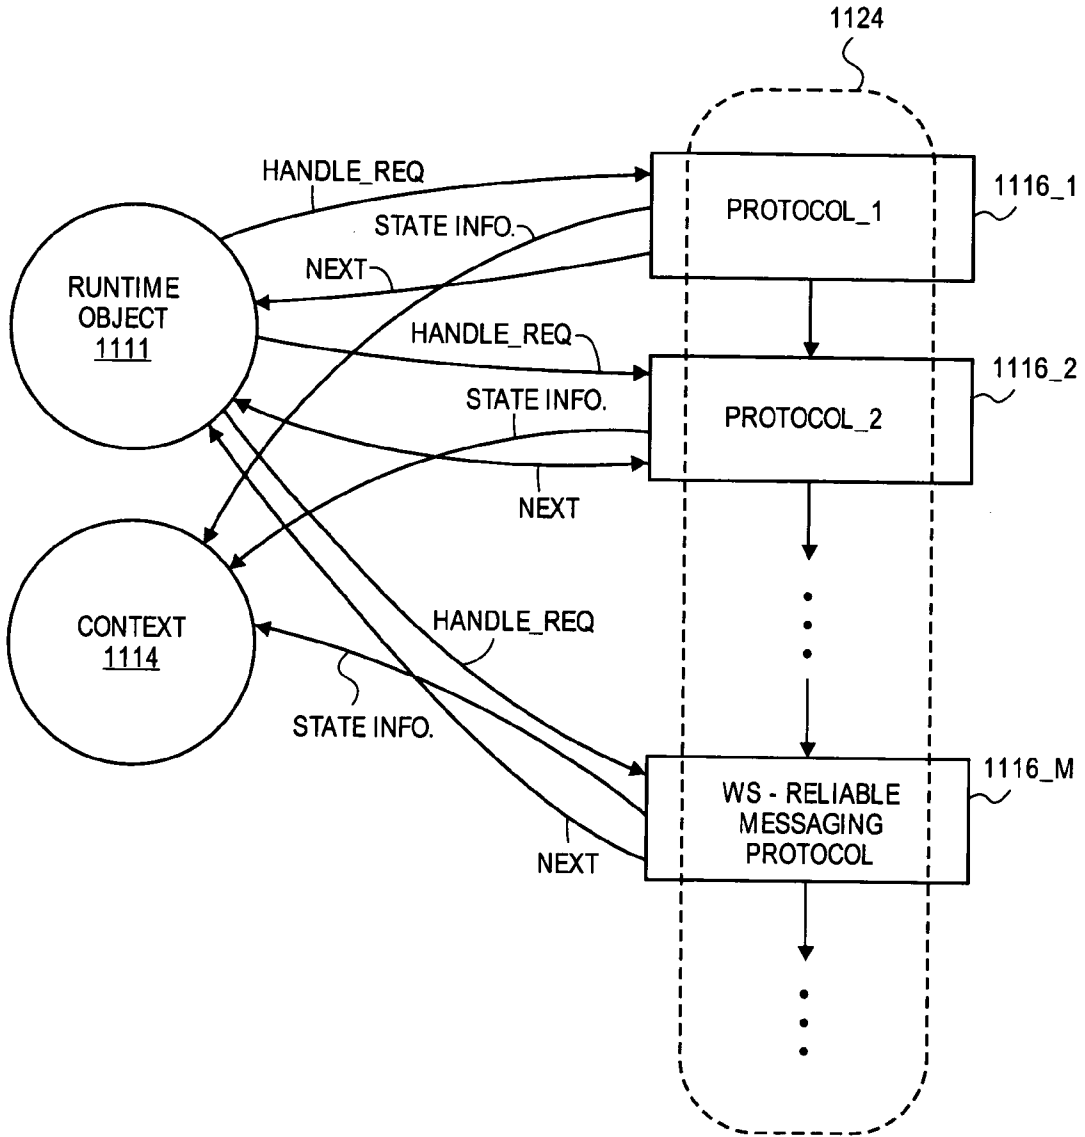 1124
HANDLE_REQ
1116_1
STATE INFO.
PROTOCOL_1
NEXT
RUNTIME
OBJECT
1111
HANDLE_REQ
1116_2
STATE INFO.
PROTOCOL_2
NEXT
CONTEXT
1114
HANDLE_REQ
STATE INFO.
1116_M
WS - RELIABLE
MESSAGING
PROTOCOL
NEXT